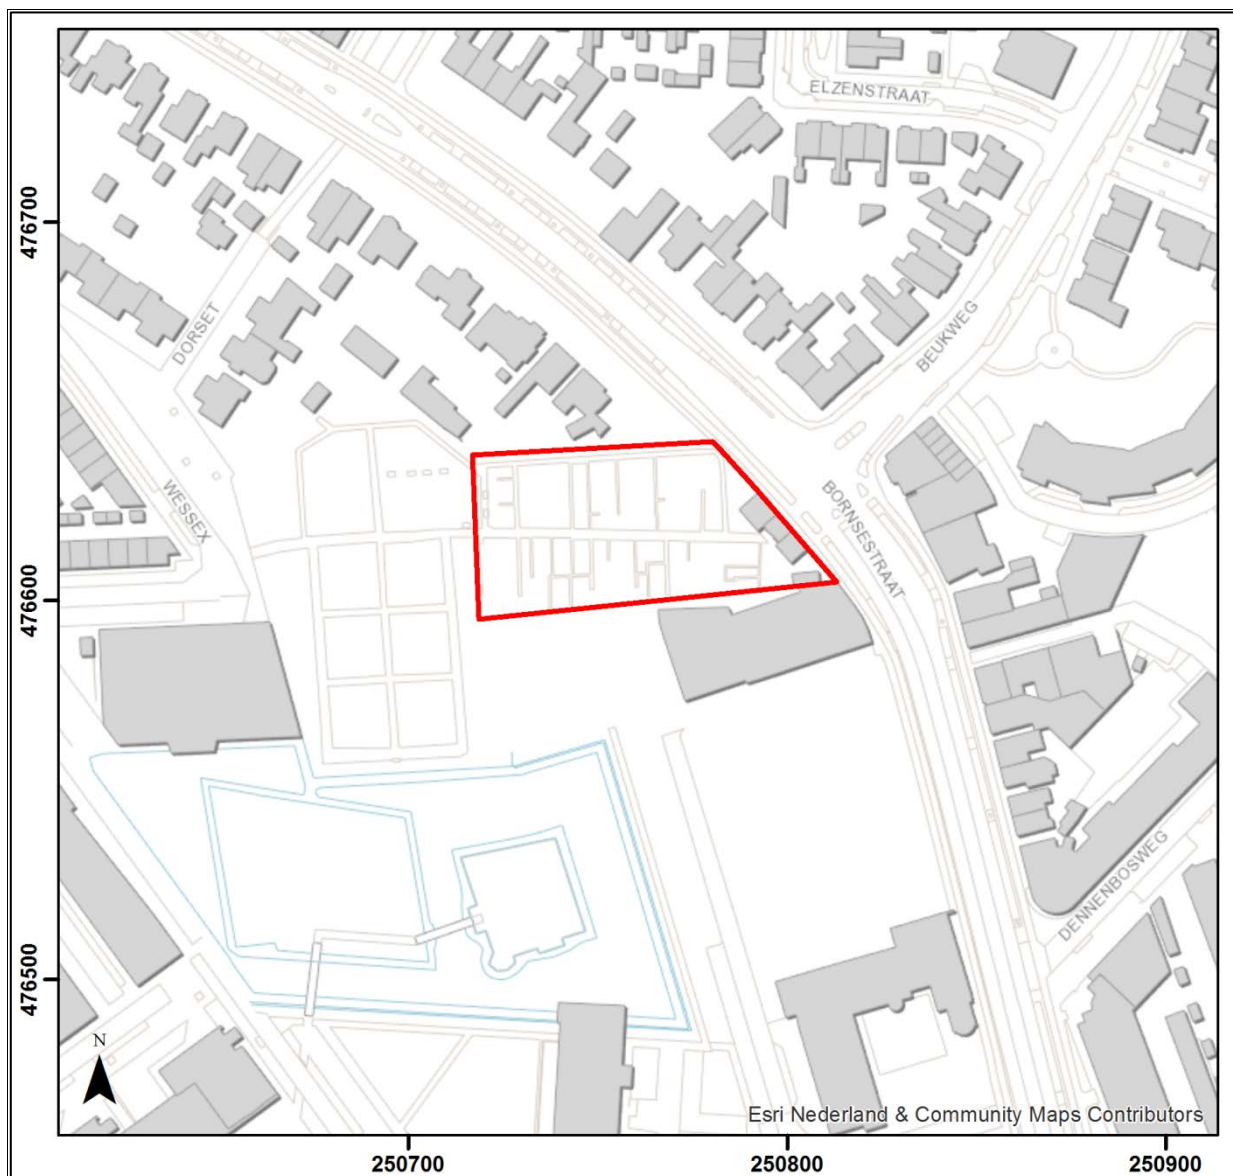 ELZENSTRAAT
476700
DORSET
BEUKWEG
WESSEX
BORNSESTRAAT
476600
DENNENBOSWEG
476500
N
Esri Nederland & Community Maps Contributors
250700
250800
250900